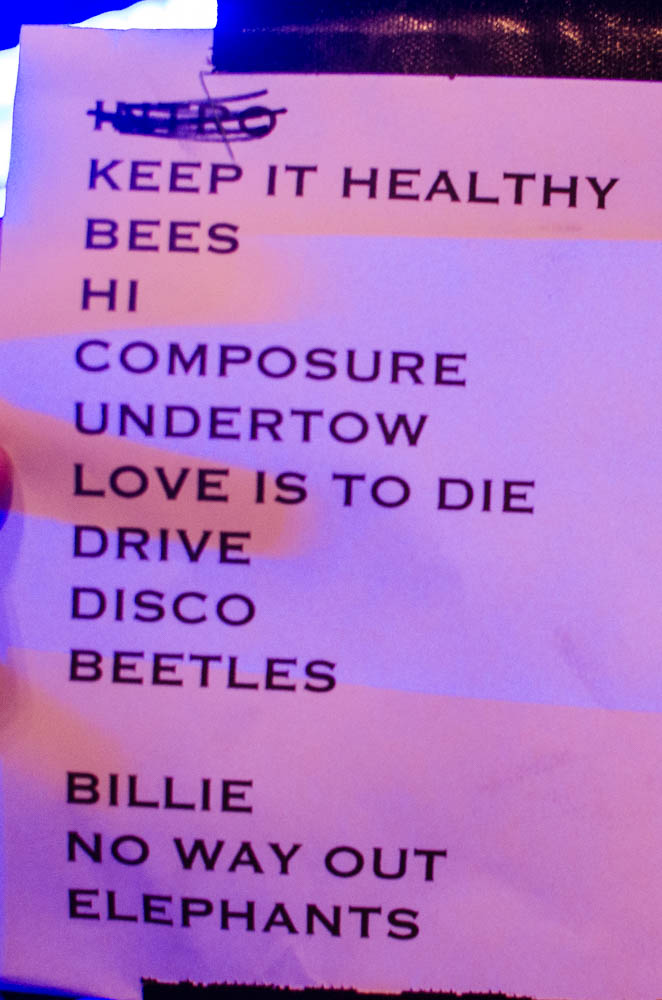 INTRO
KEEP IT HEALTHY
BEES
HI
COMPOSURE
UNDERTOW
LOVE IS TO DIE
DRIVE
DISCO
BEETLES
BILLIE
NO WAY OUT
ELEPHANTS